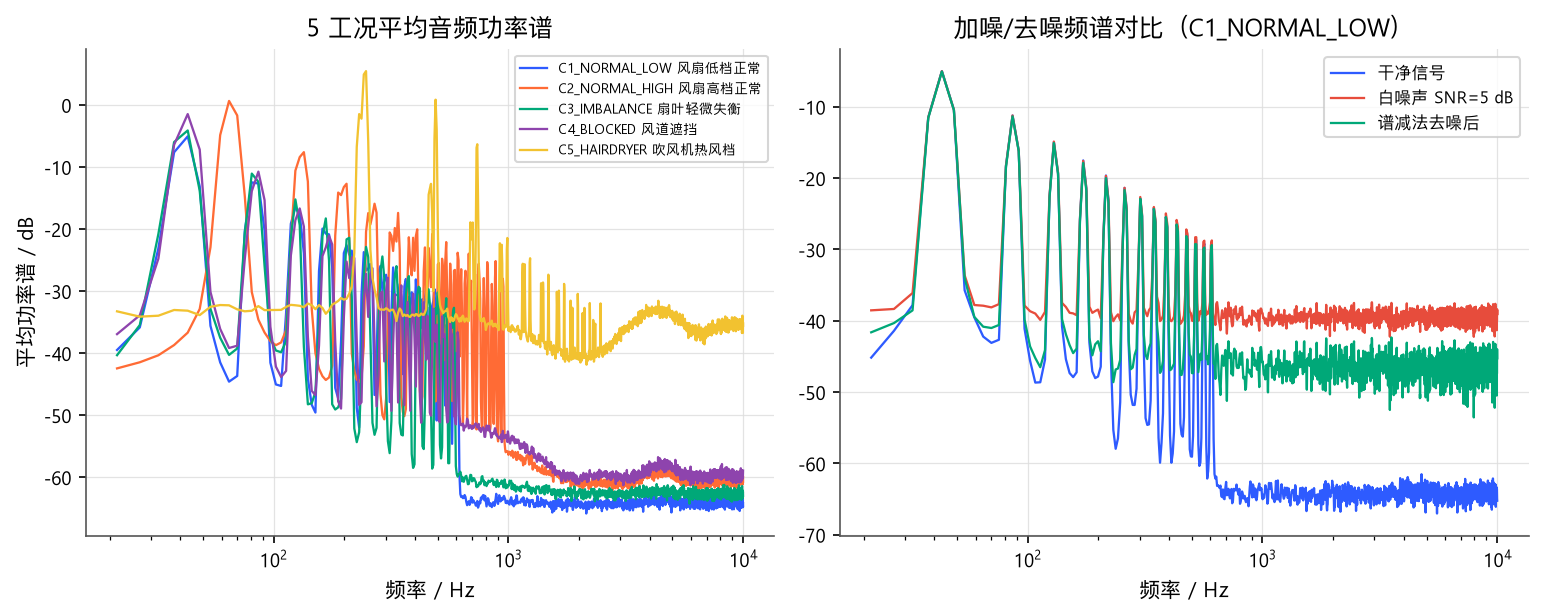 5 工况平均音频功率谱
平均功率谱 / dB
0
-10
-20
-30
-40
-50
-60
C1_NORMAL_LOW 风扇低档正常
C2_NORMAL_HIGH 风扇高档正常
C3_IMBALANCE 扇叶轻微失衡
C4_BLOCKED 风道遮挡
C5_HAIRDRYER 吹风机热风档
10²
10³
10⁴
频率 / Hz
加噪/去噪频谱对比（C1_NORMAL_LOW）
-10
-20
-30
-40
-50
-60
-70
干净信号
白噪声 SNR=5 dB
谱减法去噪后
10²
10³
10⁴
频率 / Hz